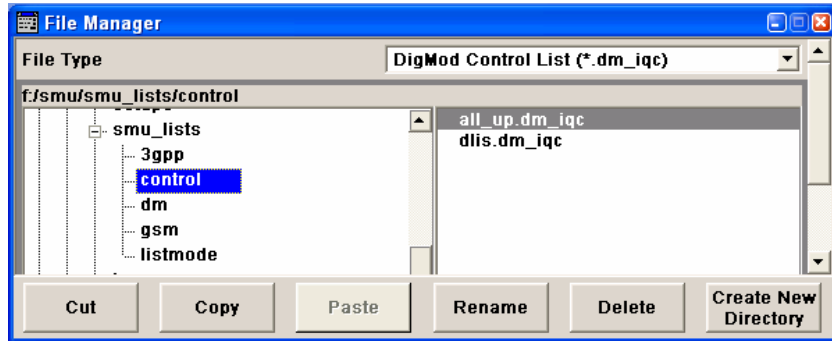 File Manager
File Type
DigMod Control List (*.dm_iqc)
f:/smu/smu_lists/control
smu_lists
3gpp
control
dm
gsm
listmode
all_up.dm_iqc
dlis.dm_iqc
Cut
Copy
Paste
Rename
Delete
Create New
Directory